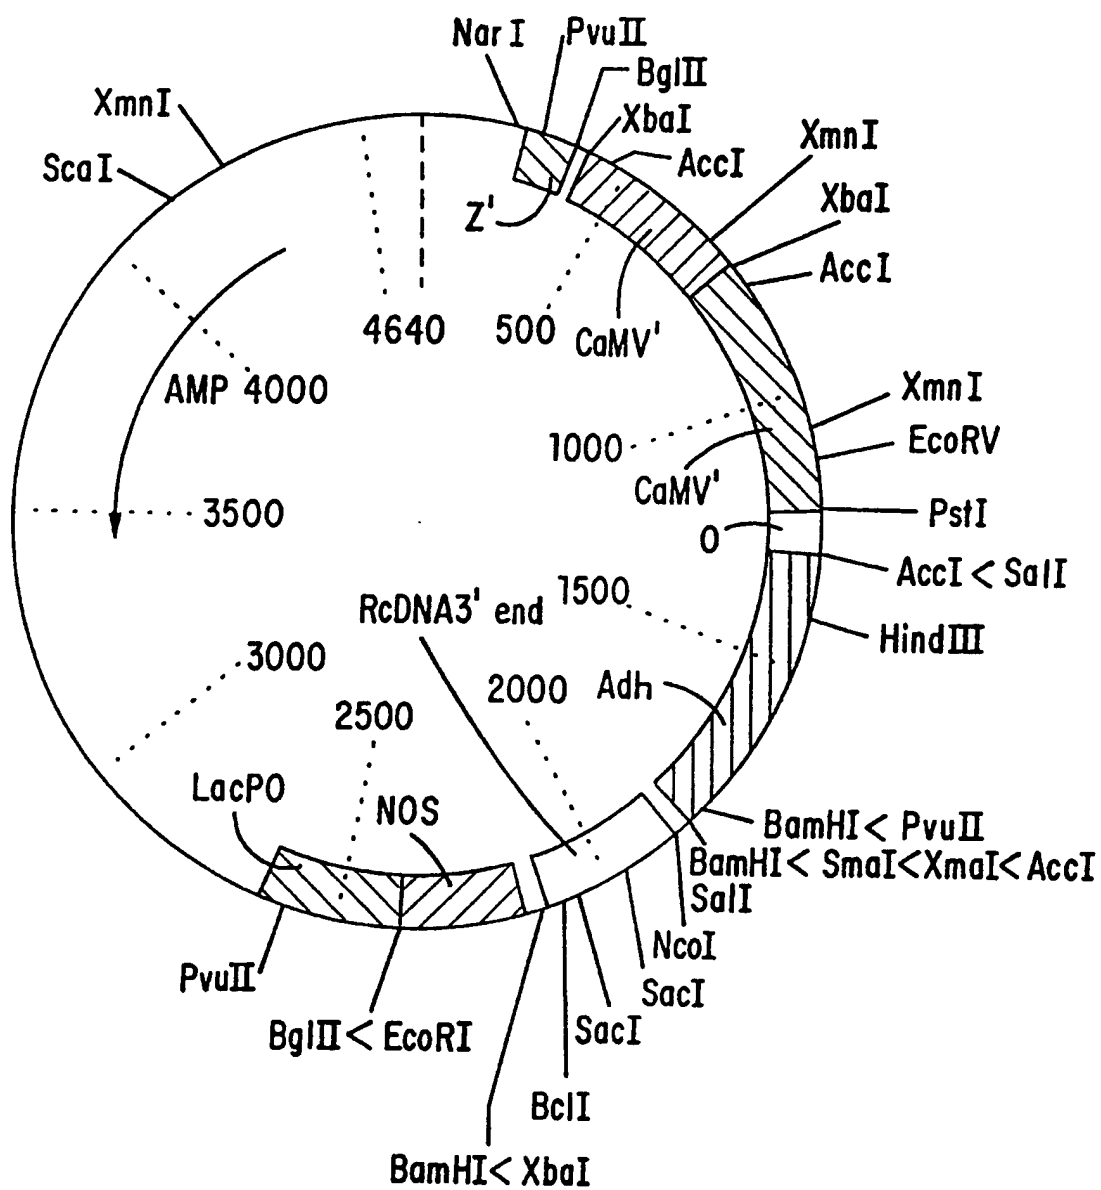 NarI
PvuII
BglII
XbaI
AccI
XmnI
XbaI
AccI
XmnI
ScaI
Z'
4640
500
CaMV'
AMP 4000
XmnI
EcoRV
1000
CaMV'
PstI
3500
O
AccI < SalI
RcDNA3' end
1500
HindIII
3000
2000
Adh
2500
LacPO
NOS
BamHI < PvuII
BamHI < SmaI < XmaI < AccI
SalI
NcoI
SacI
SacI
PvuII
BglII < EcoRI
BclI
BamHI < XbaI